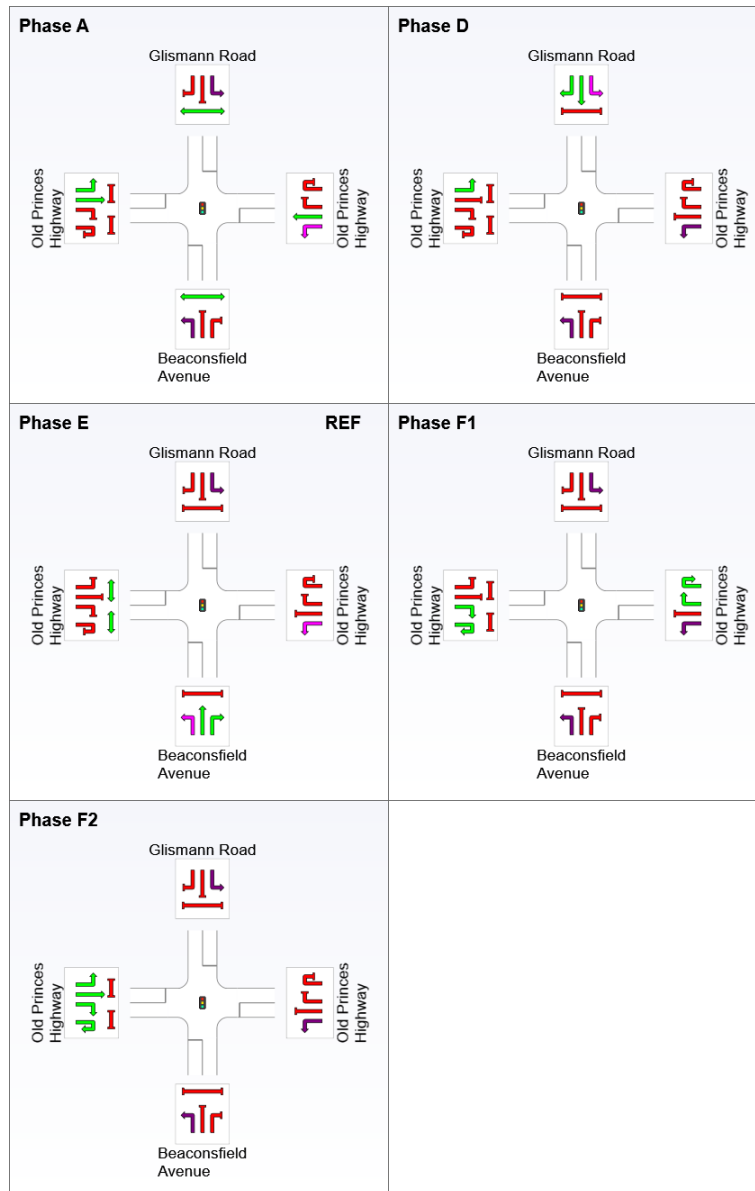 Phase A
Glismann Road
Old Princes
Highway
Old Princes
Highway
Beaconsfield
Avenue
Phase D
Glismann Road
Old Princes
Highway
Old Princes
Highway
Beaconsfield
Avenue
Phase E
REF
Glismann Road
Old Princes
Highway
Old Princes
Highway
Beaconsfield
Avenue
Phase F1
Glismann Road
Old Princes
Highway
Old Princes
Highway
Beaconsfield
Avenue
Phase F2
Glismann Road
Old Princes
Highway
Old Princes
Highway
Beaconsfield
Avenue